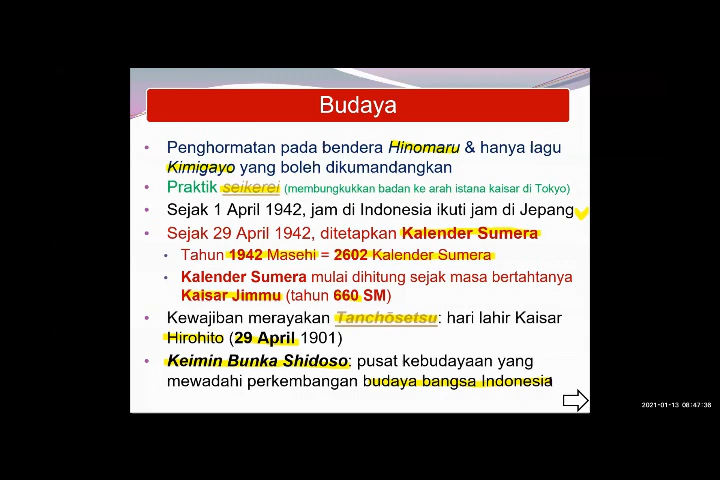 Budaya
• Penghormatan pada bendera Hinomaru & hanya lagu
Kimigayo yang boleh dikumandangkan
• Praktik seikerei (membungkukkan badan ke arah istana kaisar di Tokyo)
• Sejak 1 April 1942, jam di Indonesia ikuti jam di Jepang
• Sejak 29 April 1942, ditetapkan Kalender Sumera
• Tahun 1942 Masehi = 2602 Kalender Sumera
• Kalender Sumera mulai dihitung sejak masa bertahtanya
Kaisar Jimmu (tahun 660 SM)
• Kewajiban merayakan Tanchōsetsu: hari lahir Kaisar
Hirohito (29 April 1901)
• Keimin Bunka Shidoso: pusat kebudayaan yang
mewadahi perkembangan budaya bangsa Indonesia
2021-01-13 08:47:36